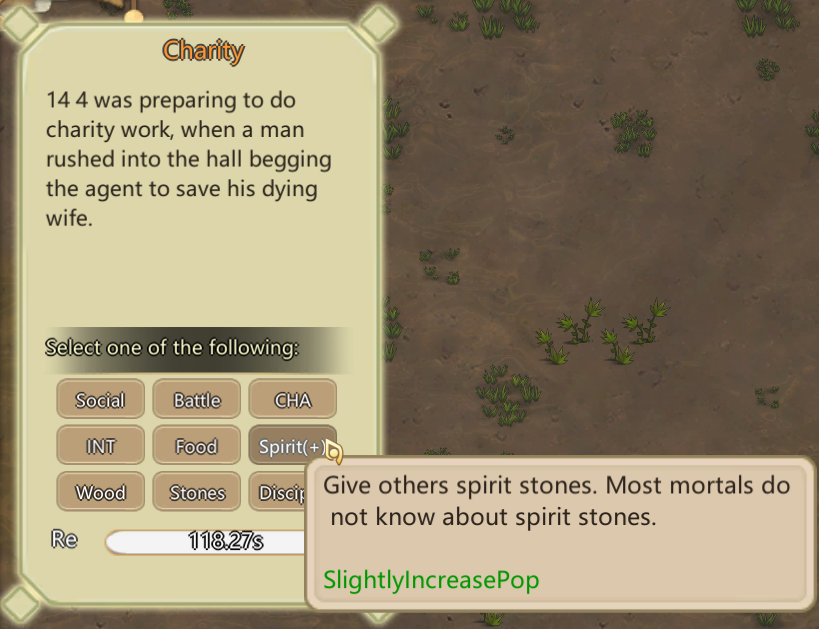 Charity
14 4 was preparing to do
charity work, when a man
rushed into the hall begging
the agent to save his dying
wife.
Select one of the following:
Social Battle CHA
INT Food Spirit(+)
Wood Stones Discip
Re 118.27s
Give others spirit stones. Most mortals do
not know about spirit stones.
SlightlyIncreasePop